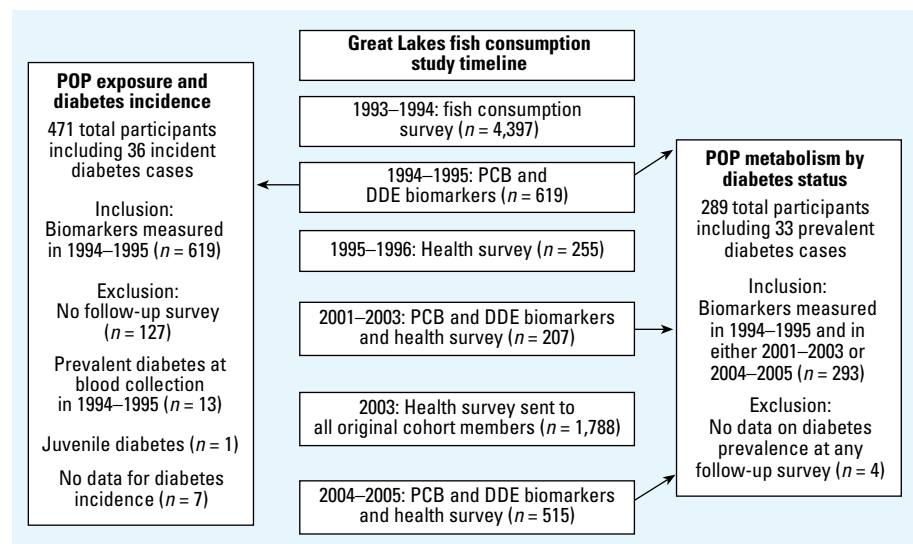 Great Lakes fish consumption
study timeline
POP exposure and
diabetes incidence
471 total participants
including 36 incident
diabetes cases
Inclusion:
Biomarkers measured
in 1994–1995 (n = 619)
Exclusion:
No follow-up survey
(n = 127)
Prevalent diabetes at
blood collection
in 1994–1995 (n = 13)
Juvenile diabetes (n = 1)
No data for diabetes
incidence (n = 7)
1993–1994: fish consumption
survey (n = 4,397)
1994–1995: PCB and
DDE biomarkers (n = 619)
1995–1996: Health survey (n = 255)
2001–2003: PCB and DDE biomarkers
and health survey (n = 207)
2003: Health survey sent to
all original cohort members (n = 1,788)
2004–2005: PCB and DDE biomarkers
and health survey (n = 515)
POP metabolism by
diabetes status
289 total participants
including 33 prevalent
diabetes cases
Inclusion:
Biomarkers measured
in 1994–1995 and in
either 2001–2003 or
2004–2005 (n = 293)
Exclusion:
No data on diabetes
prevalence at any
follow-up survey (n = 4)